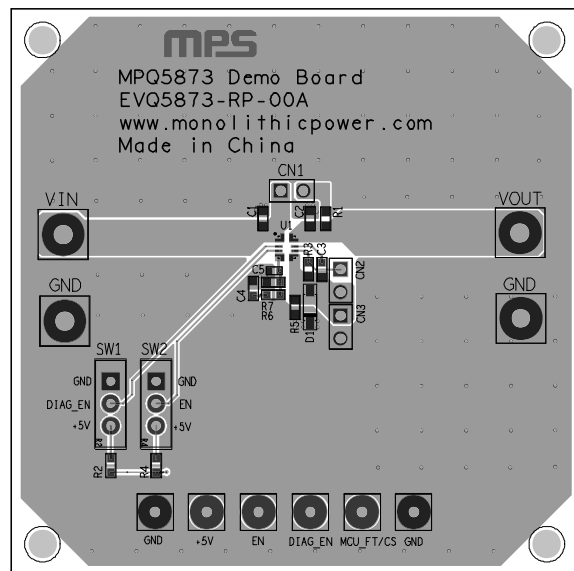 mps
MPQ5873 Demo Board
EVQ5873-RP-00A
www.monolithicpower.com
Made in China
CN1
VIN
C1
C2
R1
VOUT
U1
GND
C5
R3
C3
CN2
GND
C4
R7
R6
R5
D1
CN3
SW1
SW2
GND
GND
DIAG_EN
EN
+5V
+5V
R2
R4
R2
R4
GND
+5V
EN
DIAG_EN
MCU_FT/CS
GND